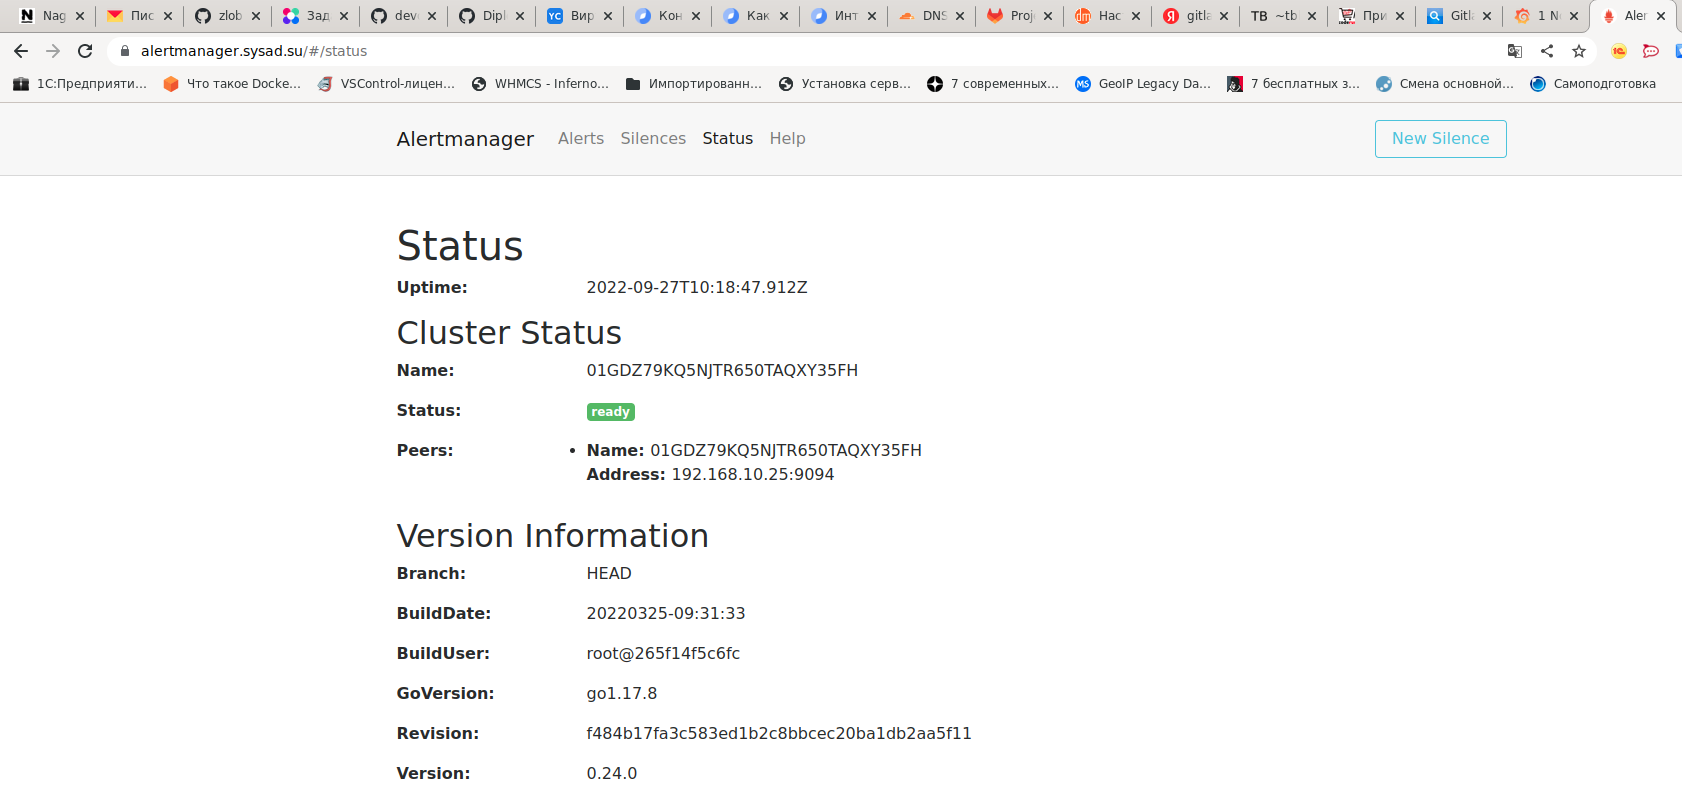 Nag Пис zlob Зад deve Dipl Вир Кон Как Инт DNS Proj Нас gitla ~tb При Gitla 1 No Aler
alertmanager.sysad.su/#/status
1С:Предприяти... Что такое Docke... VSControl-лицен... WHMCS - Inferno... Импортированн... Установка серв... 7 современных... GeoIP Legacy Da... 7 бесплатных з... Смена основной... Самоподготовка
Alertmanager Alerts Silences Status Help New Silence
Status
Uptime: 2022-09-27T10:18:47.912Z
Cluster Status
Name: 01GDZ79KQ5NJTR650TAQXY35FH
Status: ready
Peers: • Name: 01GDZ79KQ5NJTR650TAQXY35FH
Address: 192.168.10.25:9094
Version Information
Branch: HEAD
BuildDate: 20220325-09:31:33
BuildUser: root@265f14f5c6fc
GoVersion: go1.17.8
Revision: f484b17fa3c583ed1b2c8bbcec20ba1db2aa5f11
Version: 0.24.0